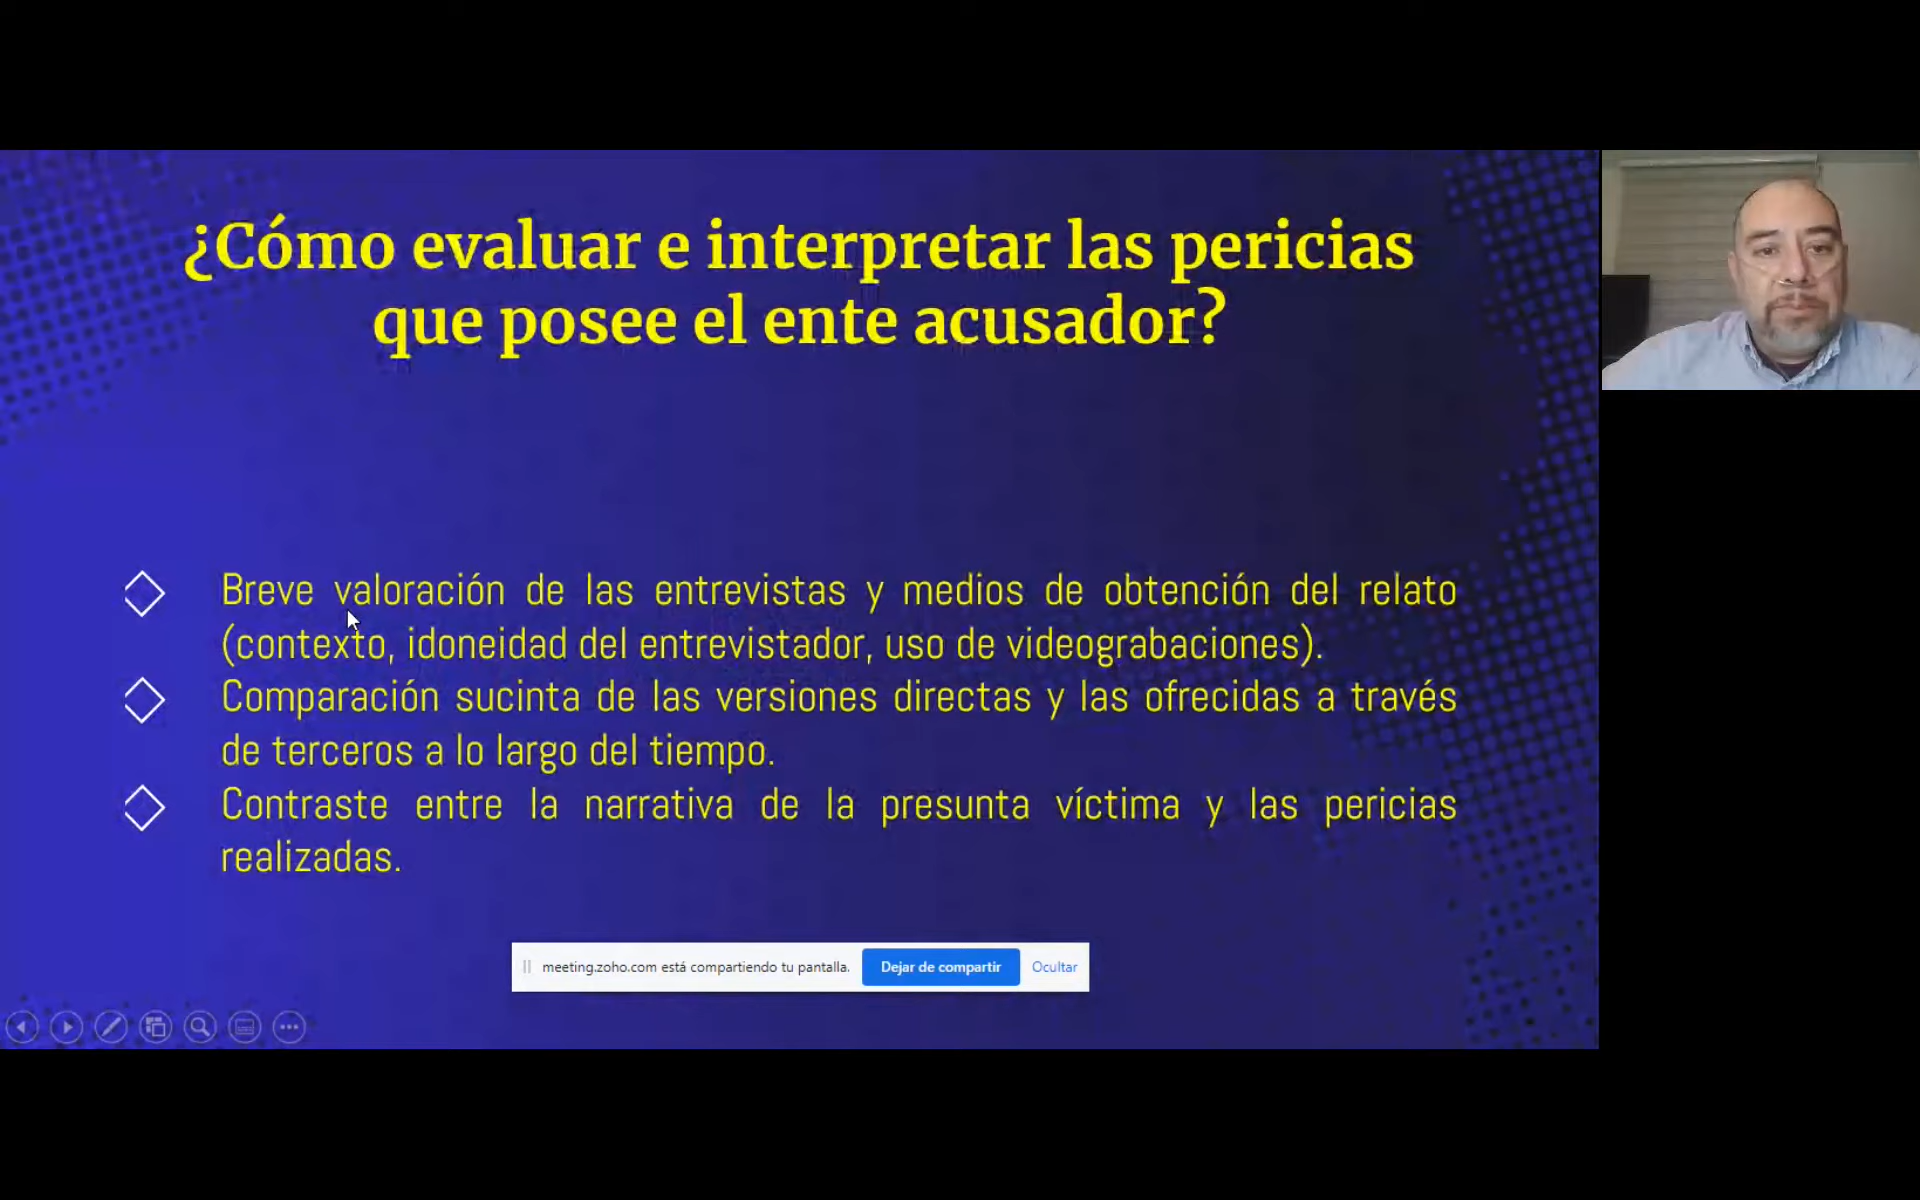 ¿Cómo evaluar e interpretar las pericias
que posee el ente acusador?
Breve valoración de las entrevistas y medios de obtención del relato
(contexto, idoneidad del entrevistador, uso de videograbaciones).
Comparación sucinta de las versiones directas y las ofrecidas a través
de terceros a lo largo del tiempo.
Contraste entre la narrativa de la presunta víctima y las pericias
realizadas.
meeting.zoho.com está compartiendo tu pantalla. Dejar de compartir Ocultar